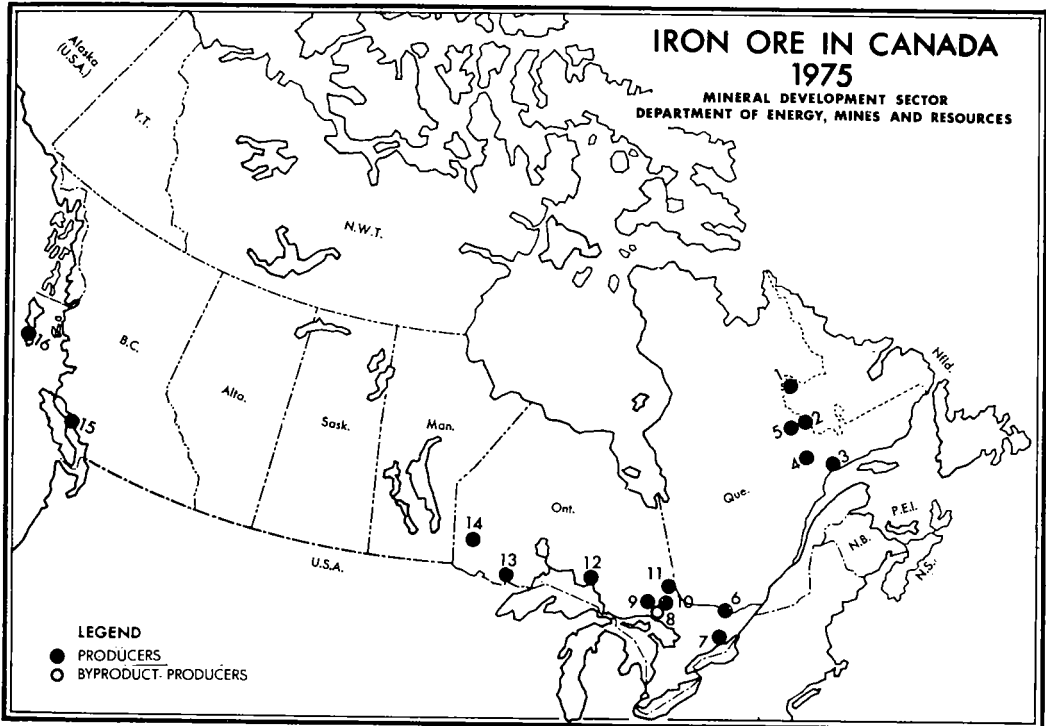 IRON ORE IN CANADA
1975
MINERAL DEVELOPMENT SECTOR
DEPARTMENT OF ENERGY, MINES AND RESOURCES
Alaska
(U.S.A.)
Y.T.
N.W.T.
B.C.
Alta.
Sask.
Man.
Ont.
Que.
Nfld.
P.E.I.
N.B.
N.S.
U.S.A.
16
15
14
13
12
11
9
10
8
6
7
1
2
5
4
3
LEGEND
PRODUCERS
BYPRODUCT PRODUCERS